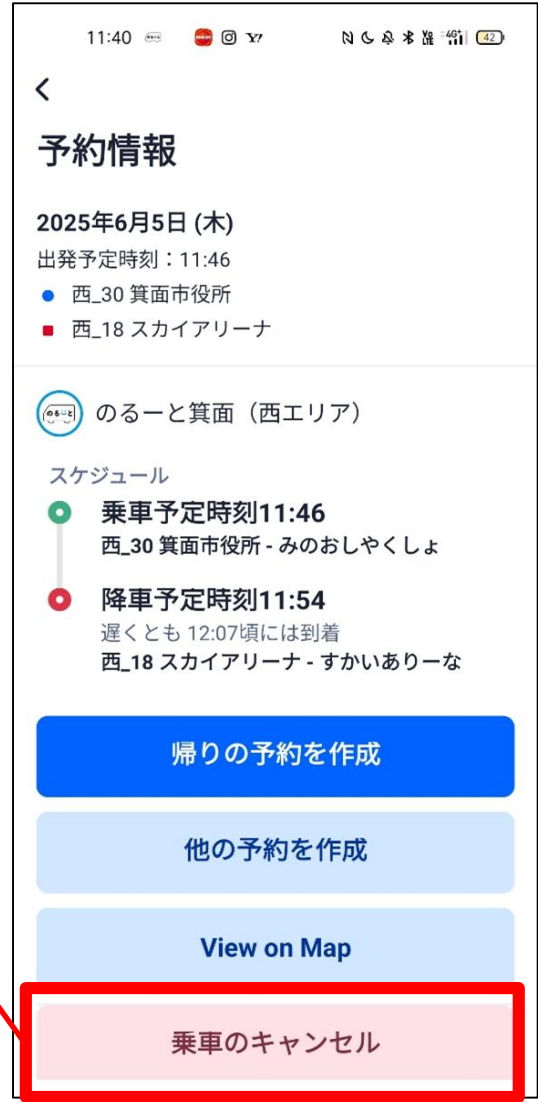 11:40
予約情報
2025年6月5日 (木)
出発予定時刻：11:46
西_30 箕面市役所
西_18 スカイアリーナ
のるーと箕面（西エリア）
スケジュール
乗車予定時刻11:46
西_30 箕面市役所 - みのおしやくしょ
降車予定時刻11:54
遅くとも 12:07頃には到着
西_18 スカイアリーナ - すかいありーな
帰りの予約を作成
他の予約を作成
View on Map
乗車のキャンセル